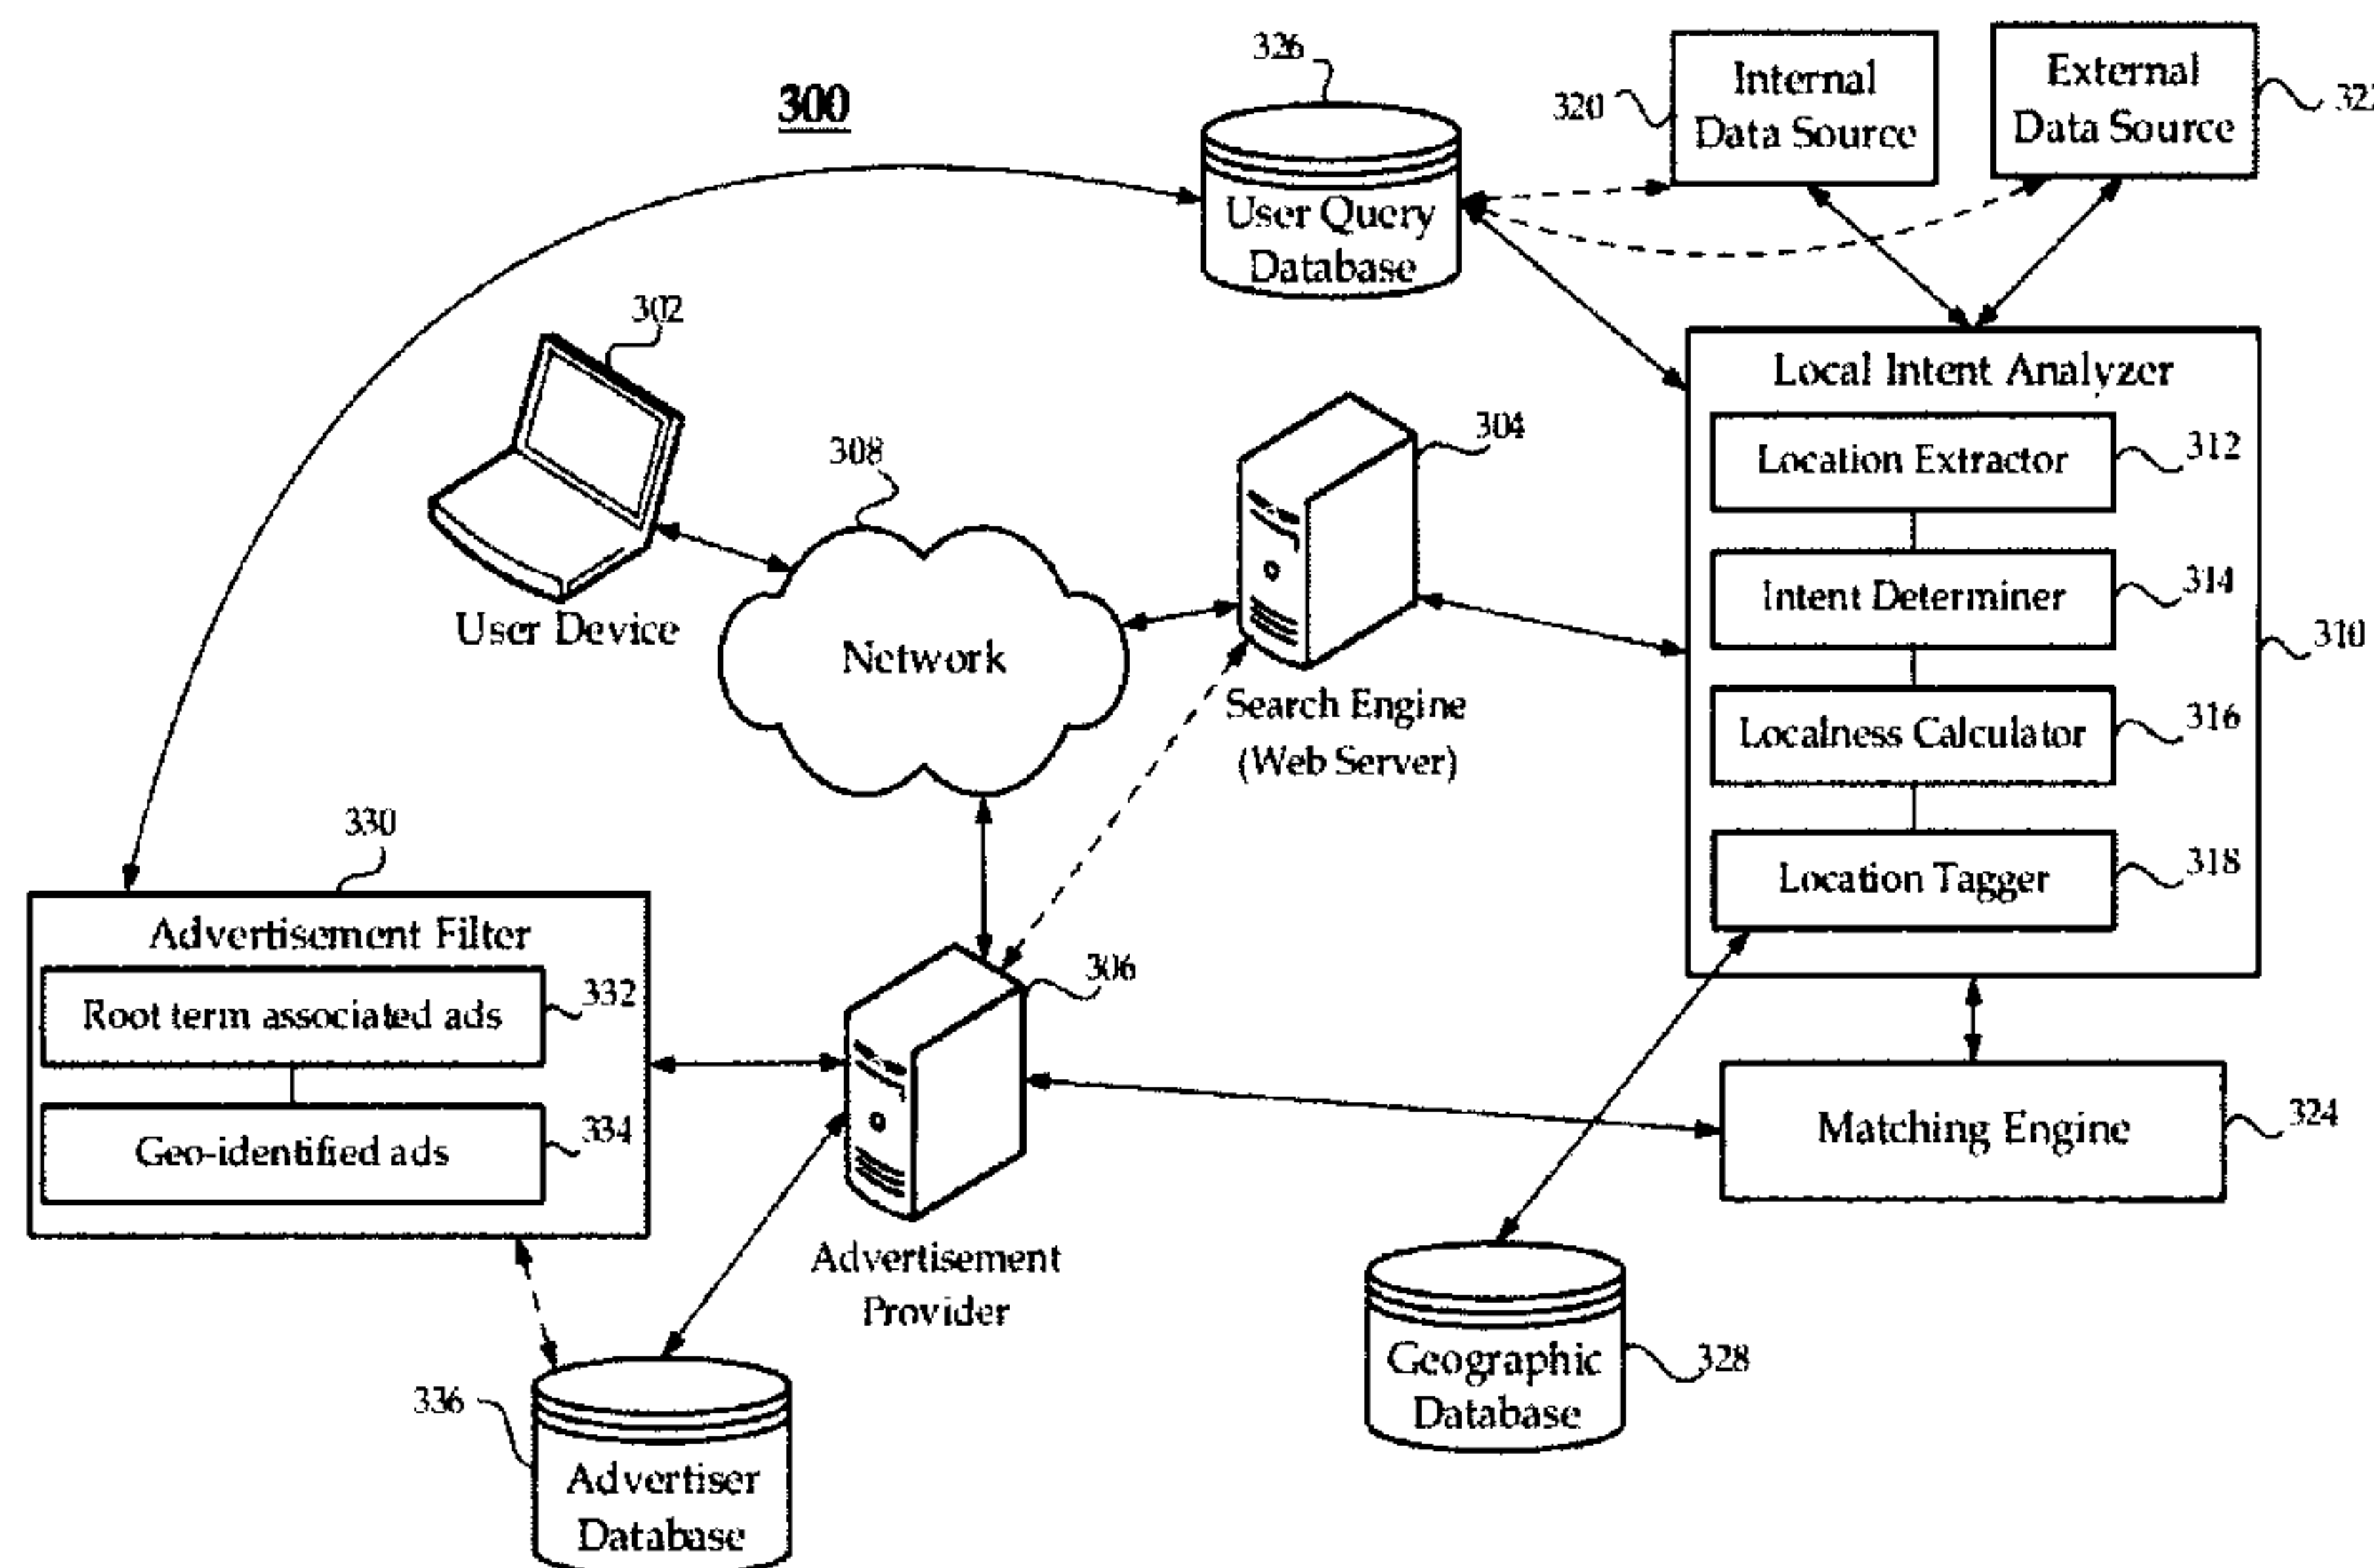 300
326
User Query
Database
320
Internal
Data Source
External
Data Source
302
User Device
308
Network
304
Search Engine
(Web Server)
Local Intent Analyzer
Location Extractor
312
Intent Determiner
314
310
Localness Calculator
316
Location Tagger
318
330
Advertisement Filter
Root term associated ads
332
Geo-identified ads
334
306
Advertisement
Provider
Matching Engine
324
Geographic
Database
328
336
Advertiser
Database